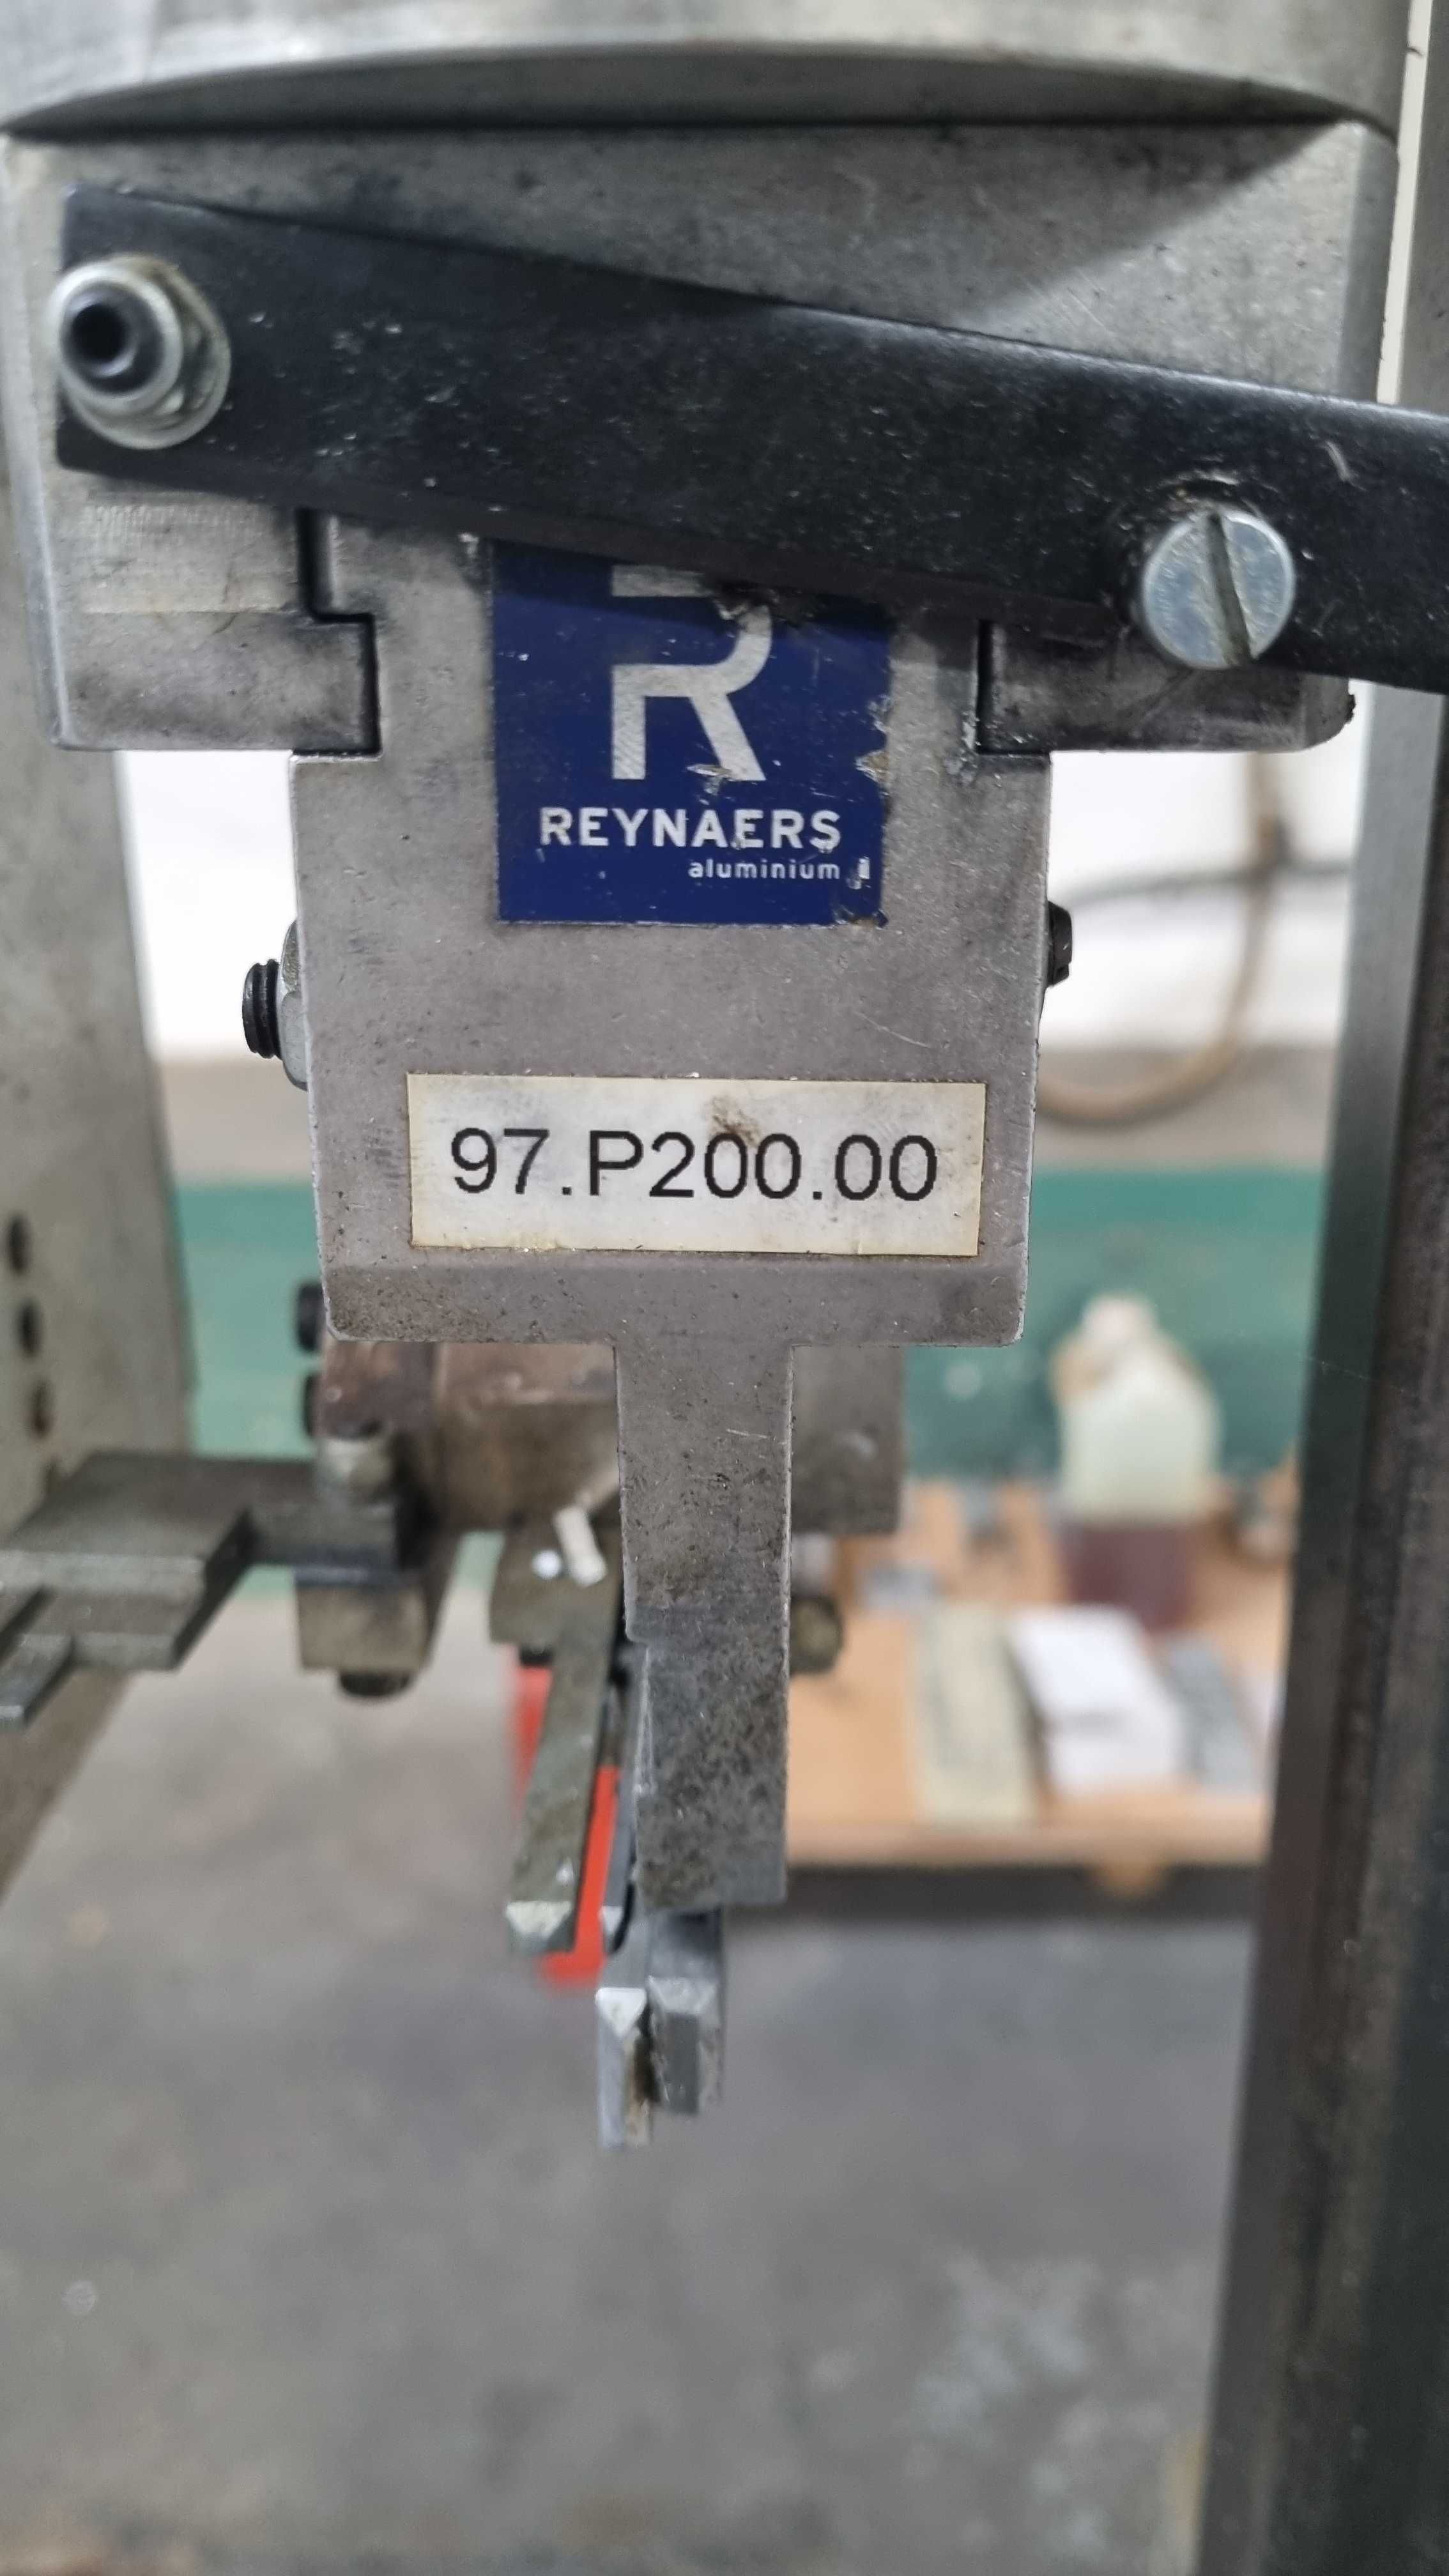 R
REYNAERS
aluminium
97.P200.00